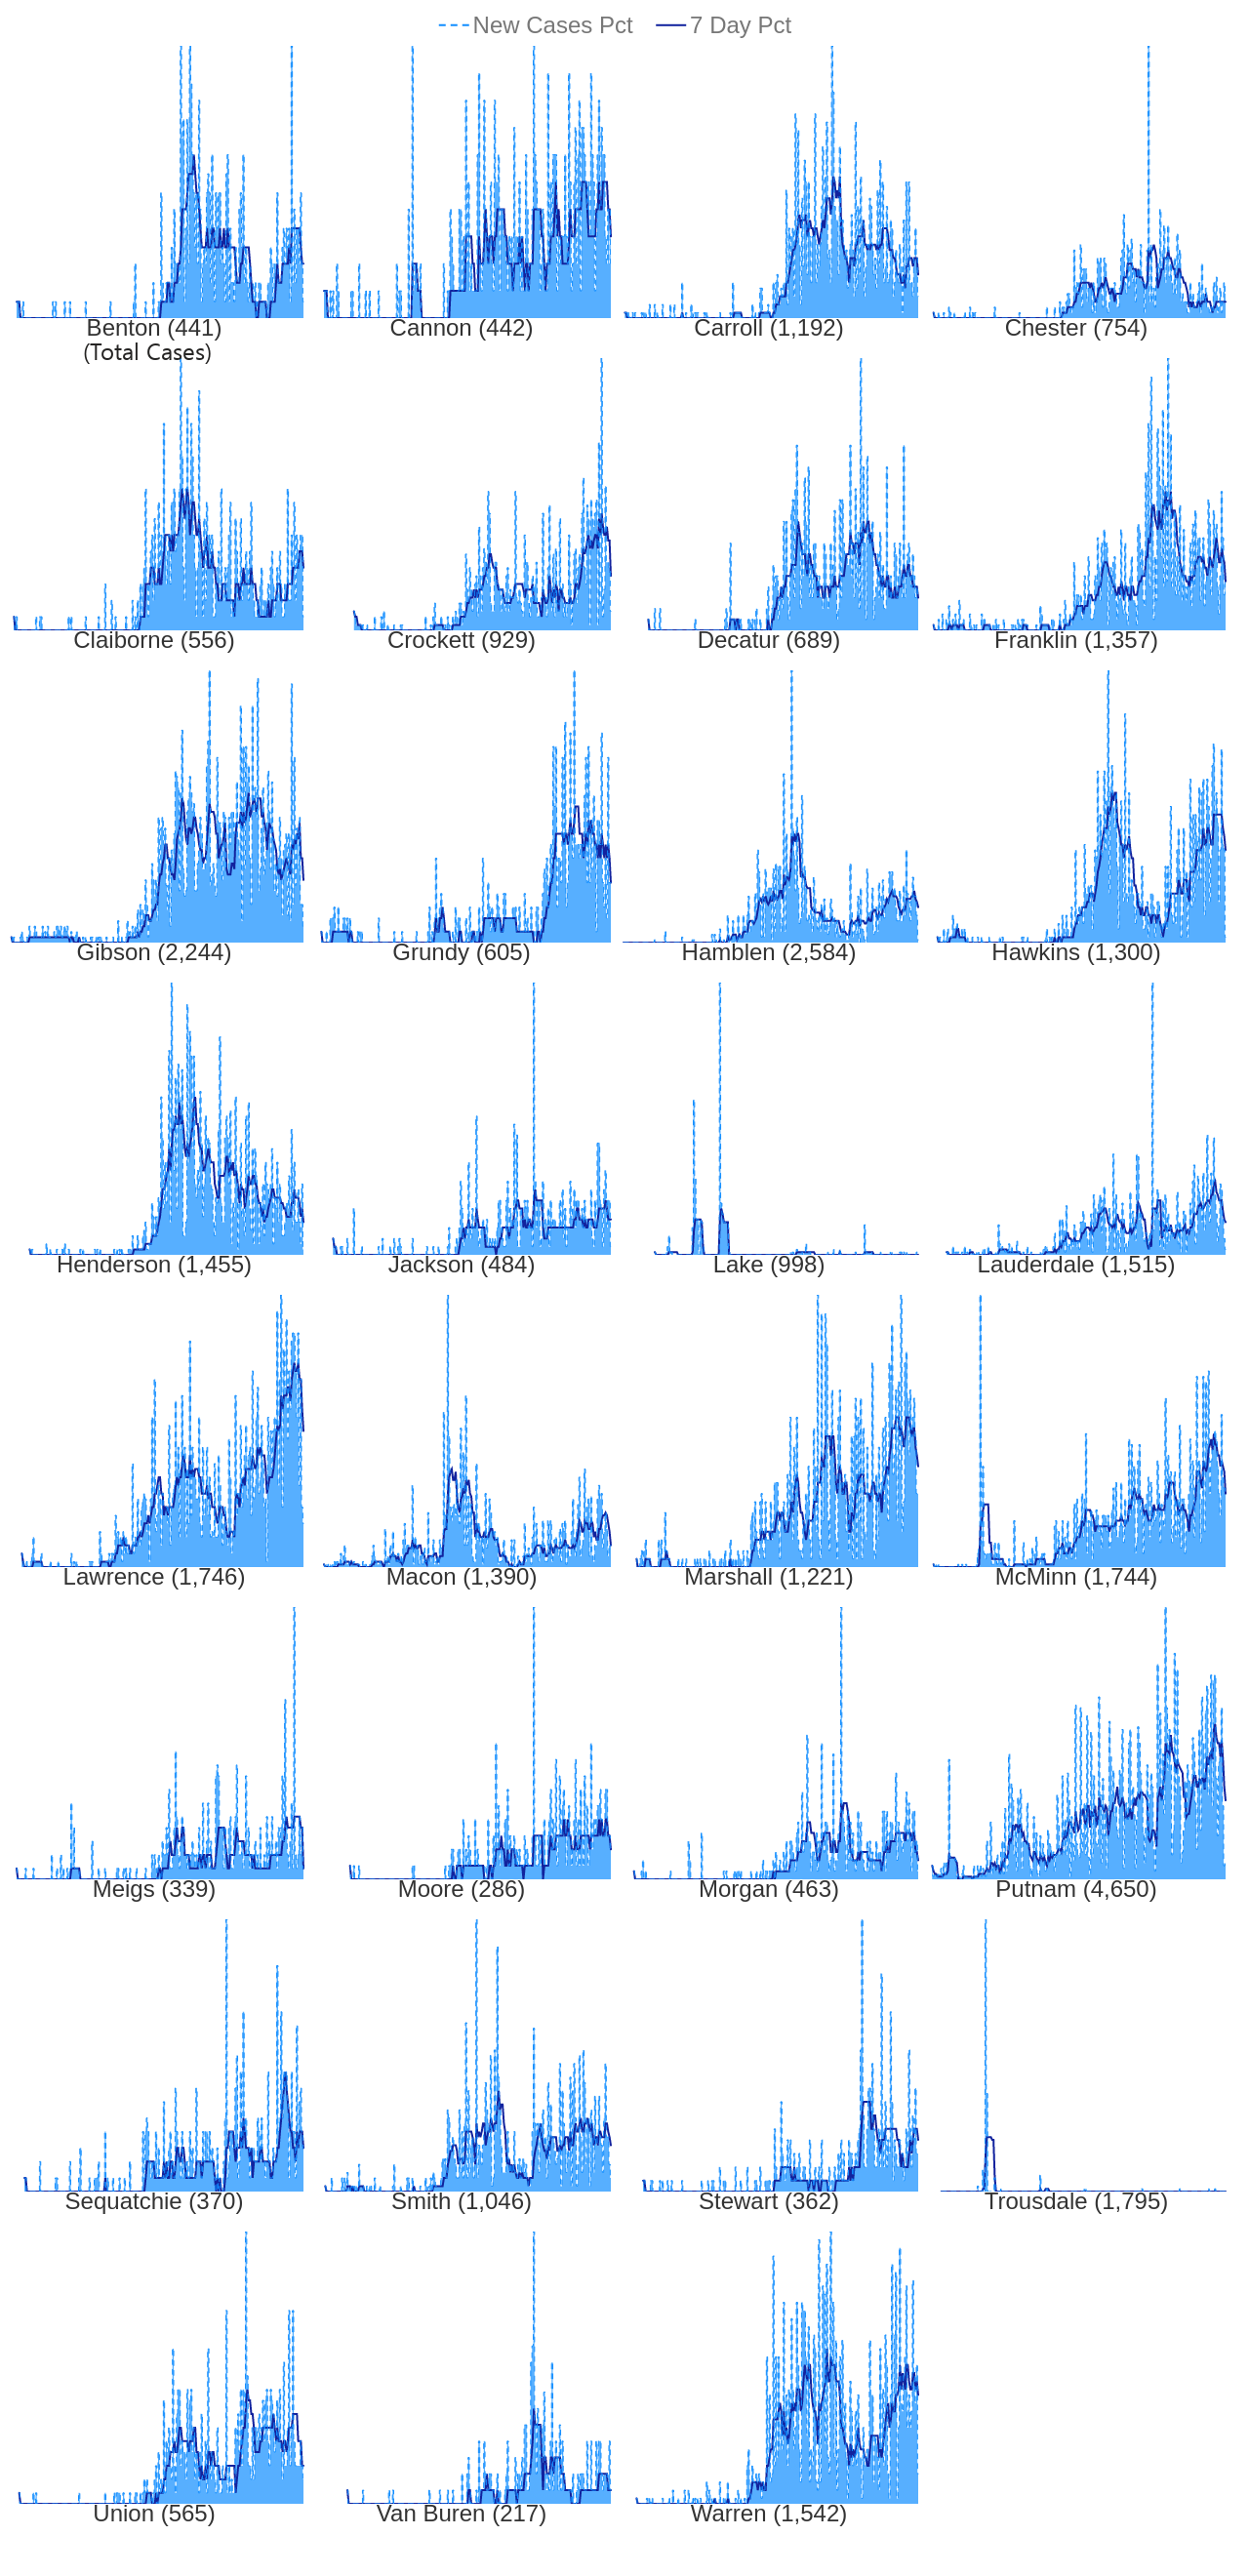 New Cases Pct 7 Day Pct
Benton (441) Cannon (442) Carroll (1,192) Chester (754)
(Total Cases)
Claiborne (556) Crockett (929) Decatur (689) Franklin (1,357)
Gibson (2,244) Grundy (605) Hamblen (2,584) Hawkins (1,300)
Henderson (1,455) Jackson (484) Lake (998) Lauderdale (1,515)
Lawrence (1,746) Macon (1,390) Marshall (1,221) McMinn (1,744)
Meigs (339) Moore (286) Morgan (463) Putnam (4,650)
Sequatchie (370) Smith (1,046) Stewart (362) Trousdale (1,795)
Union (565) Van Buren (217) Warren (1,542)